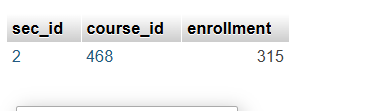 sec_id course_id enrollment
2 468 315